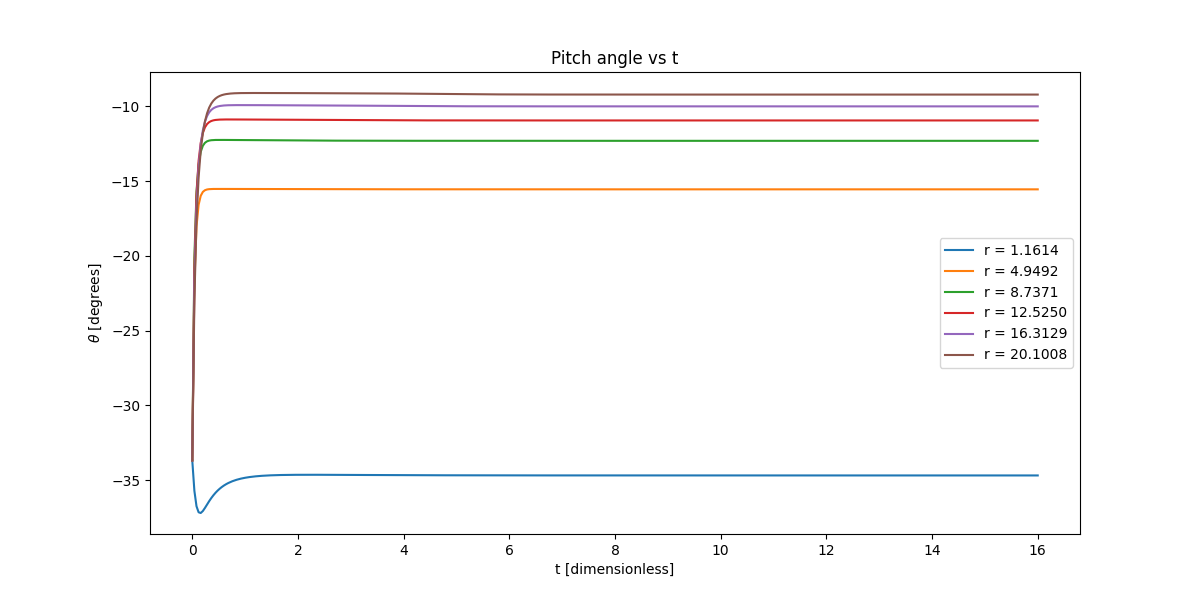 Pitch angle vs t
θ [degrees]
−10
−15
−20
−25
−30
−35
r = 1.1614
r = 4.9492
r = 8.7371
r = 12.5250
r = 16.3129
r = 20.1008
0 2 4 6 8 10 12 14 16
t [dimensionless]